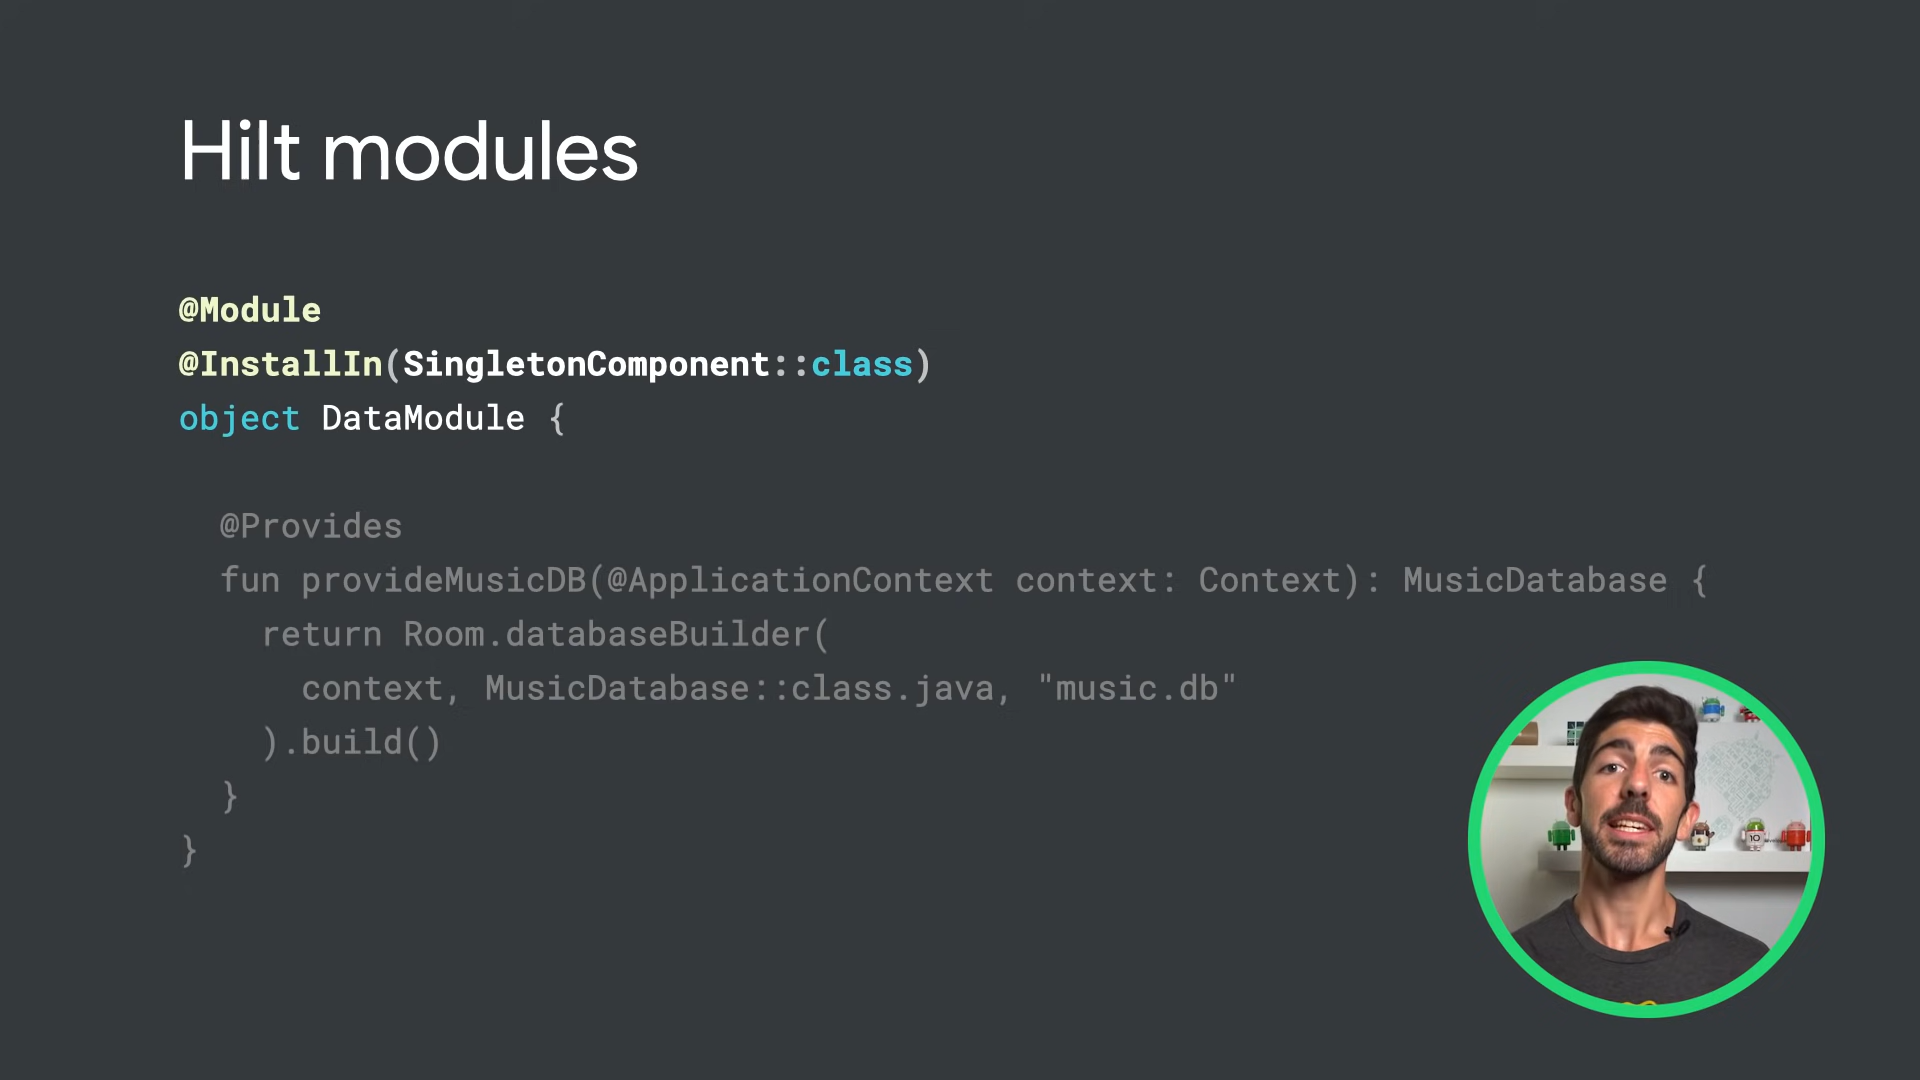 Hilt modules
@Module
@InstallIn(SingletonComponent::class)
object DataModule {
@Provides
fun provideMusicDB(@ApplicationContext context: Context): MusicDatabase {
return Room.databaseBuilder(
context, MusicDatabase::class.java, "music.db"
).build()
}
}
10